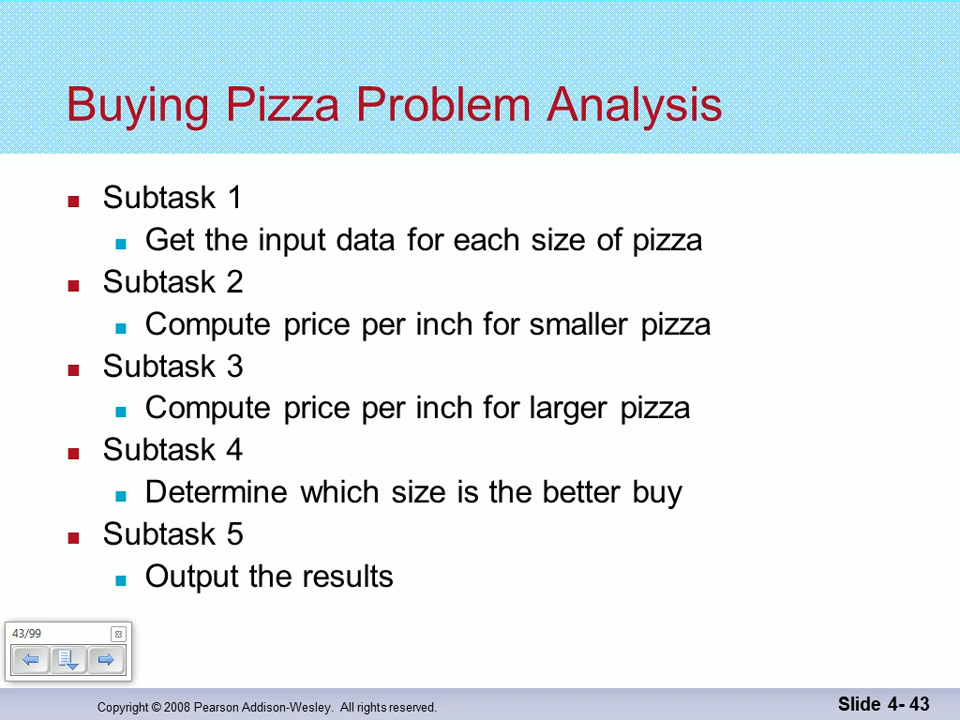 Buying Pizza Problem Analysis
Subtask 1
Get the input data for each size of pizza
Subtask 2
Compute price per inch for smaller pizza
Subtask 3
Compute price per inch for larger pizza
Subtask 4
Determine which size is the better buy
Subtask 5
Output the results
43/99
Copyright © 2008 Pearson Addison-Wesley. All rights reserved.
Slide 4- 43